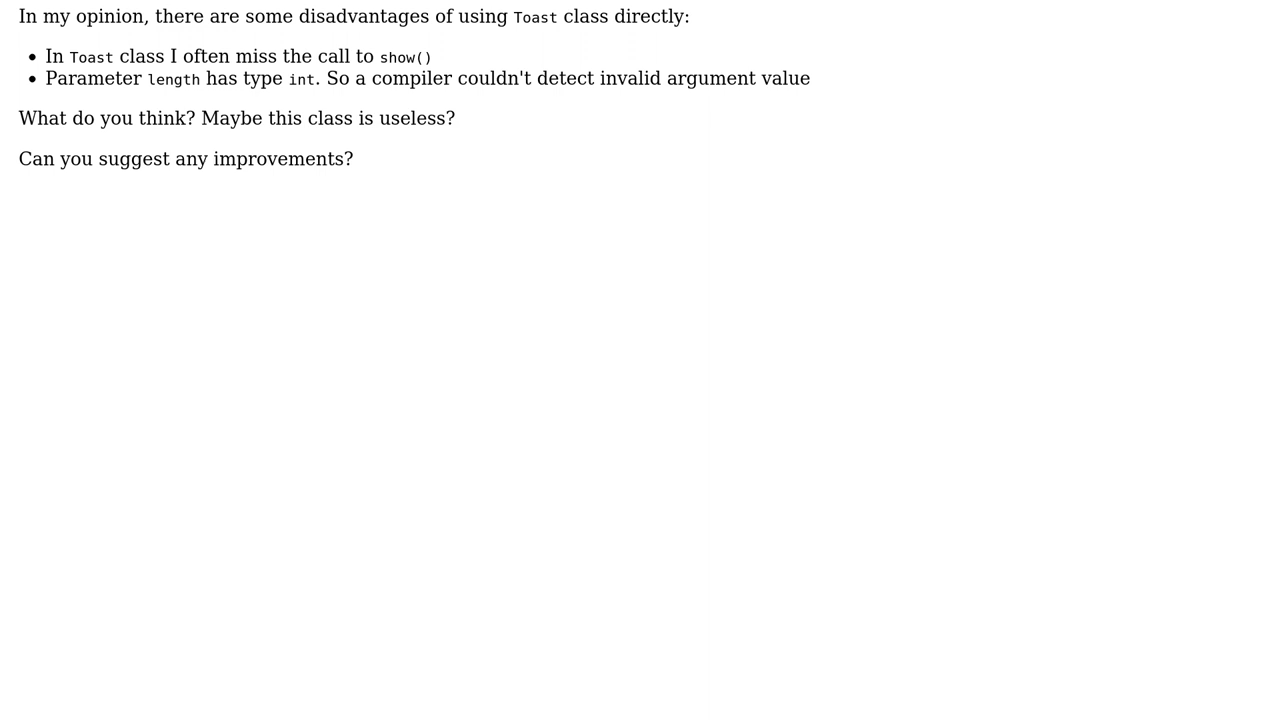 In my opinion, there are some disadvantages of using Toast class directly:
• In Toast class I often miss the call to show()
• Parameter length has type int. So a compiler couldn't detect invalid argument value
What do you think? Maybe this class is useless?
Can you suggest any improvements?